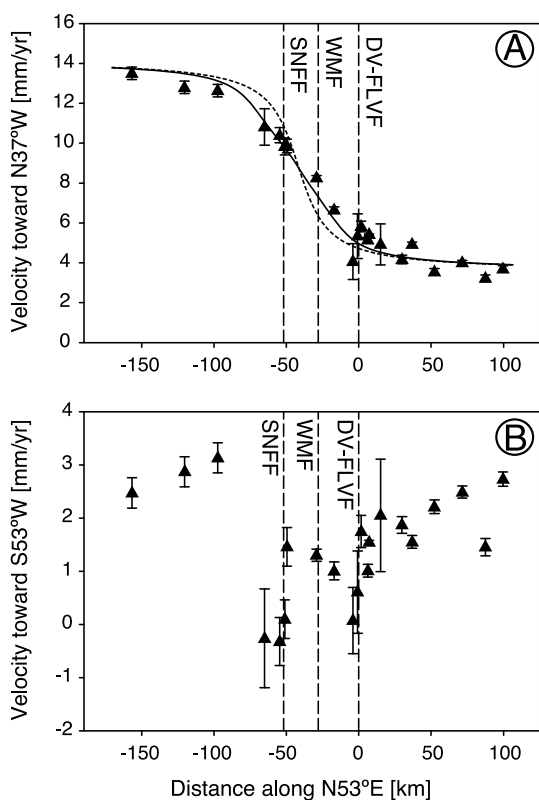 A
Velocity toward N37ºW [mm/yr]
16
14
12
10
8
6
4
2
0
SNFF
WMF
DV-FLVF
-150
-100
-50
0
50
100
B
Velocity toward S53ºW [mm/yr]
4
3
2
1
0
-1
-2
SNFF
WMF
DV-FLVF
-150
-100
-50
0
50
100
Distance along N53ºE [km]